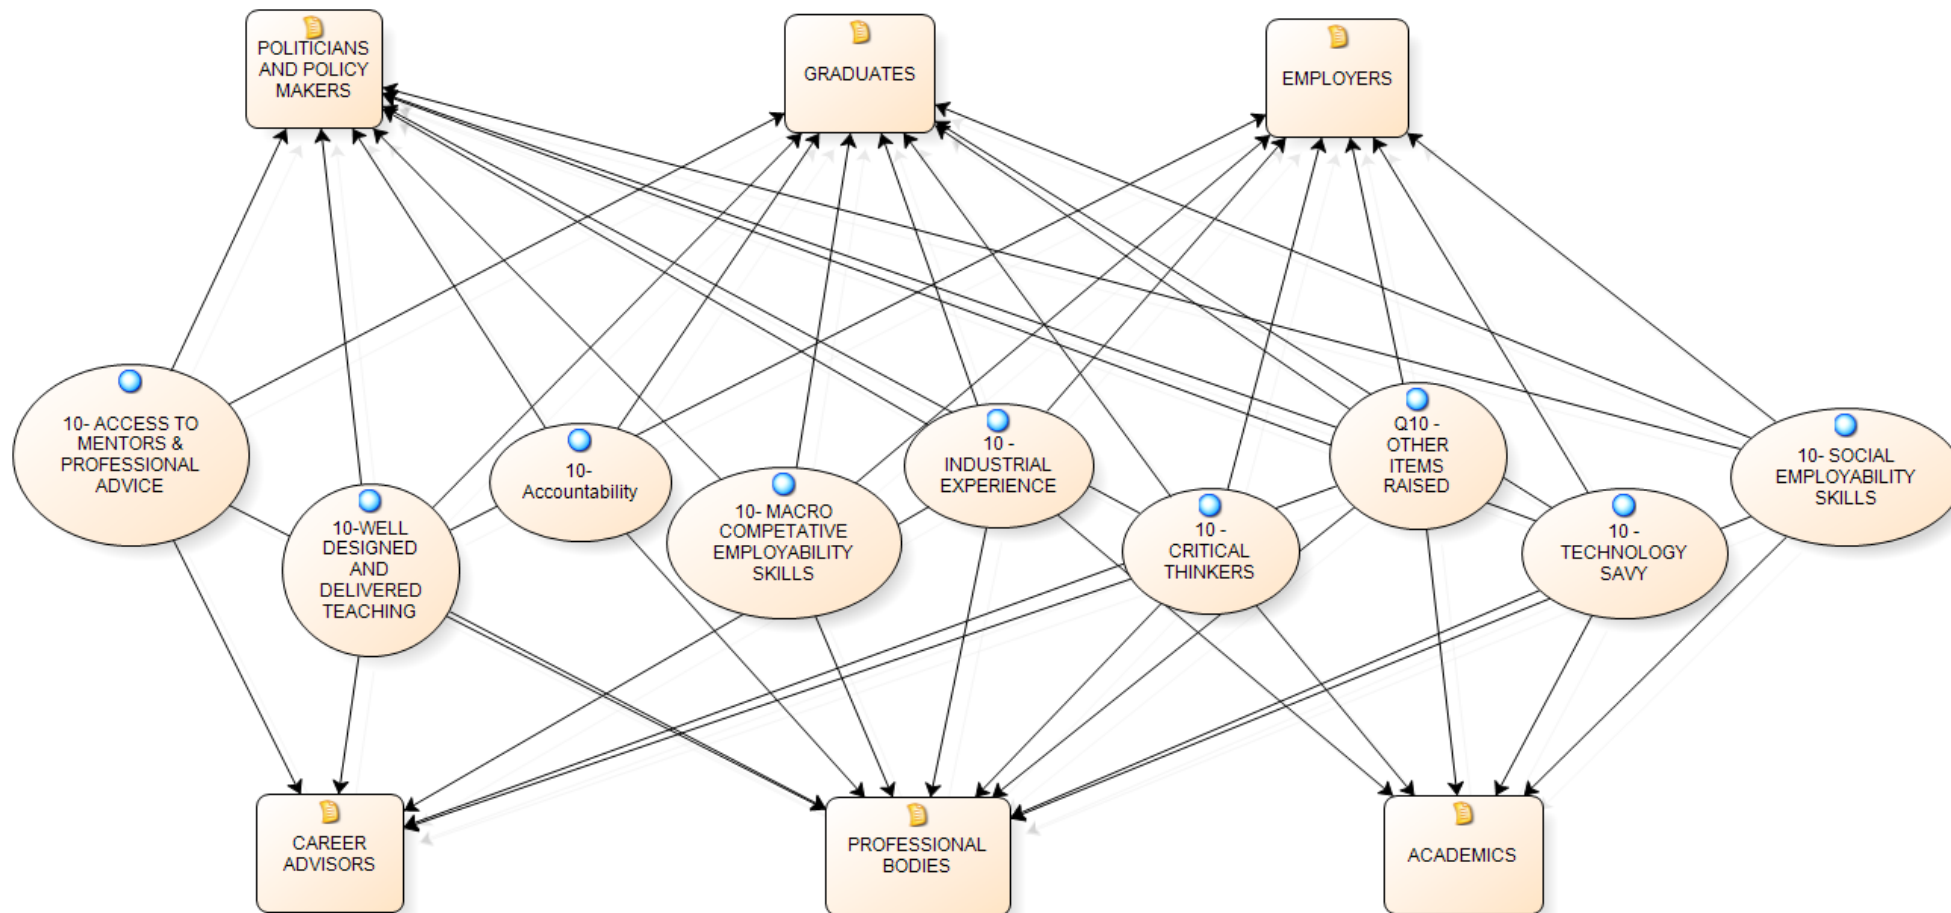 POLITICIANS
AND POLICY
MAKERS
GRADUATES
EMPLOYERS
10- ACCESS TO
MENTORS &
PROFESSIONAL
ADVICE
10-WELL
DESIGNED
AND
DELIVERED
TEACHING
10-
Accountability
10- MACRO
COMPETATIVE
EMPLOYABILITY
SKILLS
10 -
INDUSTRIAL
EXPERIENCE
10 -
CRITICAL
THINKERS
Q10 -
OTHER
ITEMS
RAISED
10 -
TECHNOLOGY
SAVY
10- SOCIAL
EMPLOYABILITY
SKILLS
CAREER
ADVISORS
PROFESSIONAL
BODIES
ACADEMICS